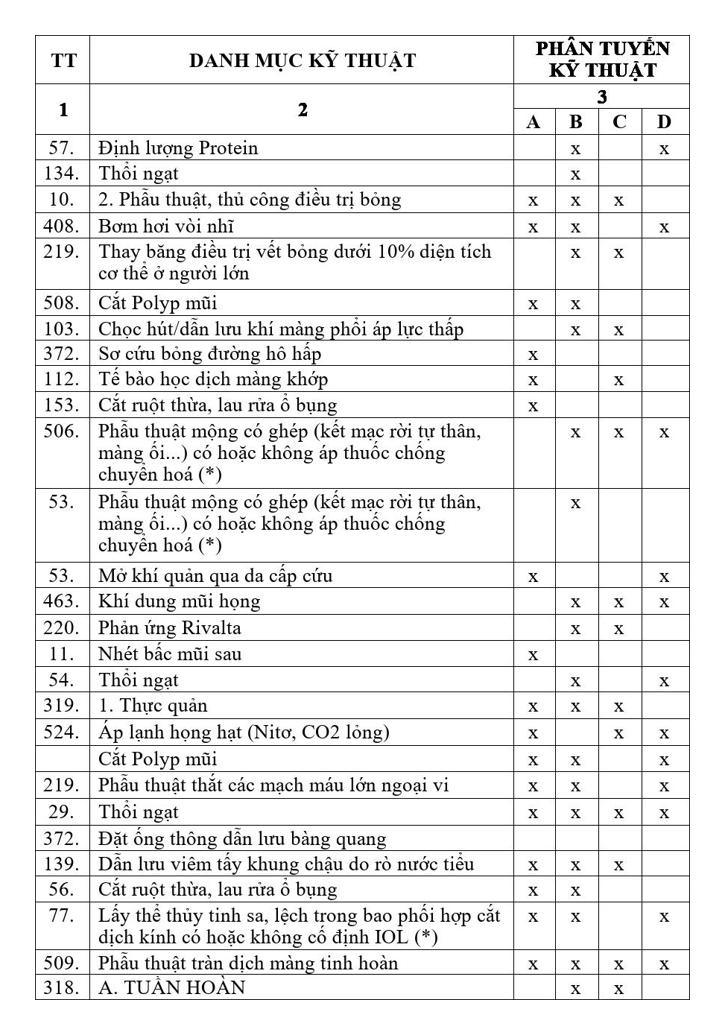 TT DANH MỤC KỸ THUẬT PHÂN TUYẾN
KỸ THUẬT
1 2 3
A B C D
57. Định lượng Protein x x
134. Thổi ngạt x
10. 2. Phẫu thuật, thủ công điều trị bỏng x x x
408. Bơm hơi vòi nhĩ x x x
219. Thay băng điều trị vết bỏng dưới 10% diện tích x x
cơ thể ở người lớn
508. Cắt Polyp mũi x x
103. Chọc hút/dẫn lưu khí màng phổi áp lực thấp x x
372. Sơ cứu bỏng đường hô hấp x
112. Tế bào học dịch màng khớp x x
153. Cắt ruột thừa, lau rửa ổ bụng x
506. Phẫu thuật mộng có ghép (kết mạc rời tự thân, x x x
màng ối...) có hoặc không áp thuốc chống
chuyển hoá (*)
53. Phẫu thuật mộng có ghép (kết mạc rời tự thân, x
màng ối...) có hoặc không áp thuốc chống
chuyển hoá (*)
53. Mở khí quản qua da cấp cứu x x
463. Khí dung mũi họng x x x
220. Phản ứng Rivalta x x
11. Nhét bấc mũi sau x
54. Thổi ngạt x x
319. 1. Thực quản x x x
524. Áp lạnh họng hạt (Nitơ, CO2 lỏng) x x x
Cắt Polyp mũi x x x
219. Phẫu thuật thắt các mạch máu lớn ngoại vi x x x
29. Thổi ngạt x x x x
372. Đặt ống thông dẫn lưu bàng quang
139. Dẫn lưu viêm tấy khung chậu do rò nước tiểu x x x
56. Cắt ruột thừa, lau rửa ổ bụng x x
77. Lấy thể thủy tinh sa, lệch trong bao phối hợp cắt x x x
dịch kính có hoặc không cố định IOL (*)
509. Phẫu thuật tràn dịch màng tinh hoàn x x x x
318. A. TUẦN HOÀN x x